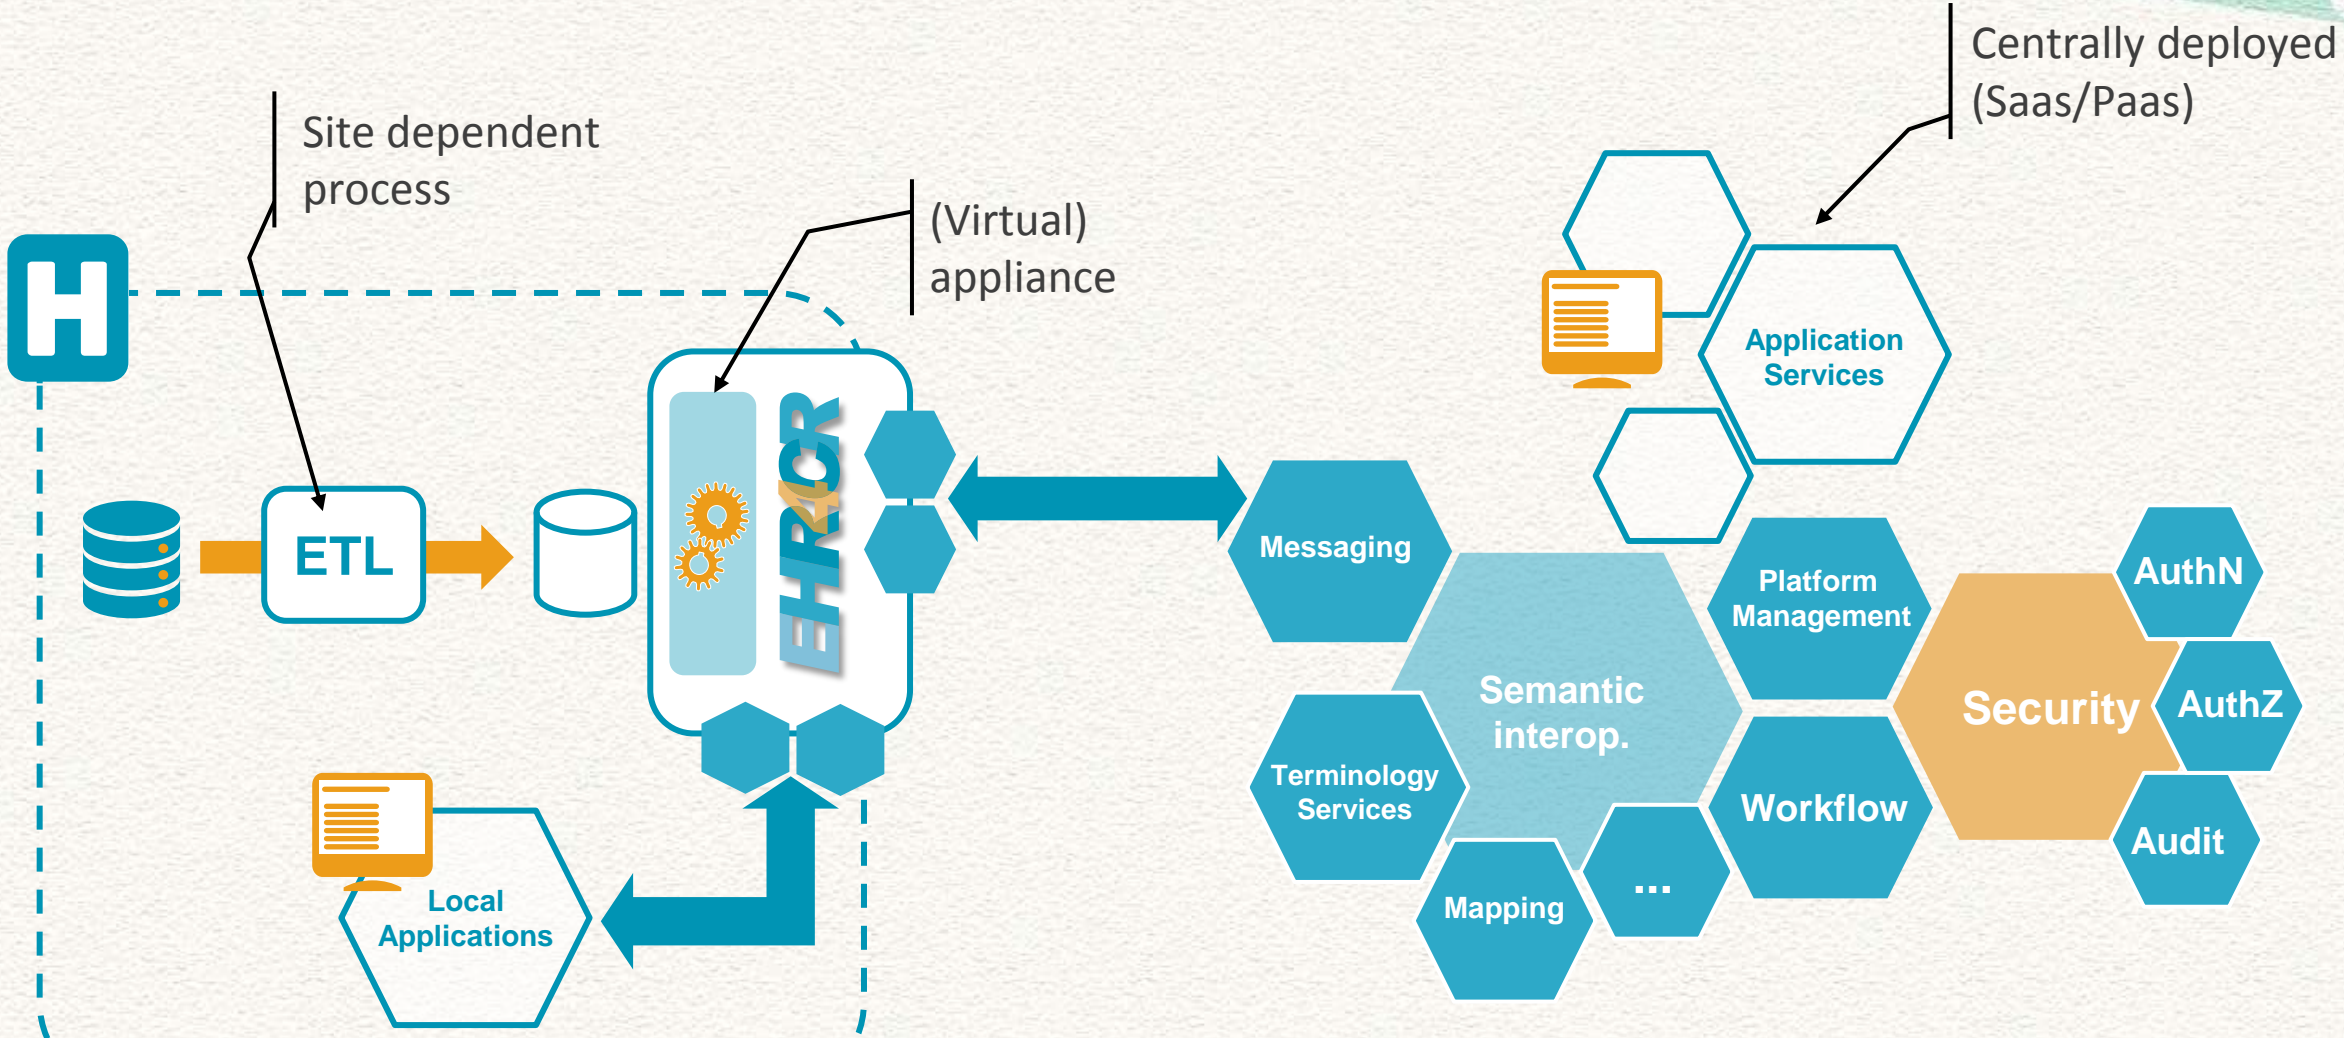 Centrally deployed
(Saas/Paas)
Site dependent
process
(Virtual)
appliance
H
ETL
EHR4CR
Application
Services
Messaging
Platform
Management
AuthN
Semantic
interop.
Security
AuthZ
Terminology
Services
Workflow
Audit
Mapping
...
Local
Applications